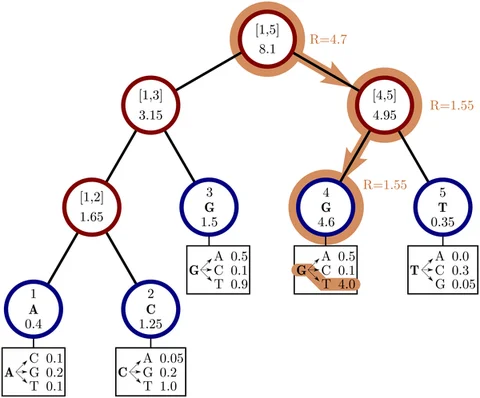 [1,5]
8.1
R=4.7
[1,3]
3.15
[4,5]
4.95
R=1.55
[1,2]
1.65
3
G
1.5
4
G
4.6
R=1.55
5
T
0.35
G A 0.5
C 0.1
T 0.9
G A 0.5
C 0.1
T 4.0
T A 0.0
C 0.3
G 0.05
1
A
0.4
2
C
1.25
A C 0.1
G 0.2
T 0.1
C A 0.05
G 0.2
T 1.0